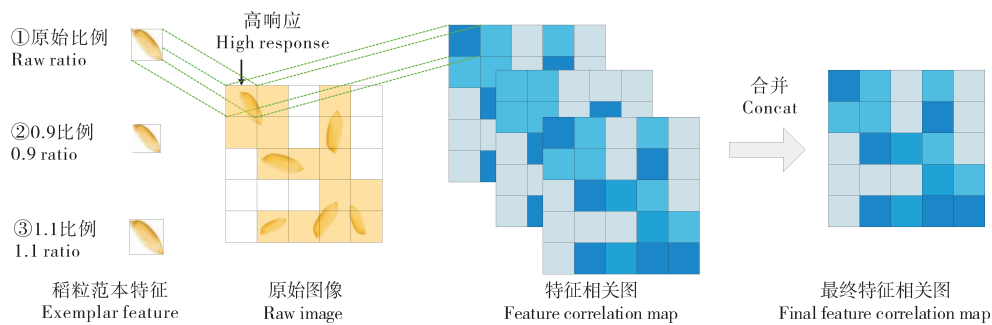 ①原始比例
Raw ratio
高响应
High response
②0.9比例
0.9 ratio
合并
Concat
③1.1比例
1.1 ratio
稻粒范本特征
Exemplar feature
原始图像
Raw image
特征相关图
Feature correlation map
最终特征相关图
Final feature correlation map